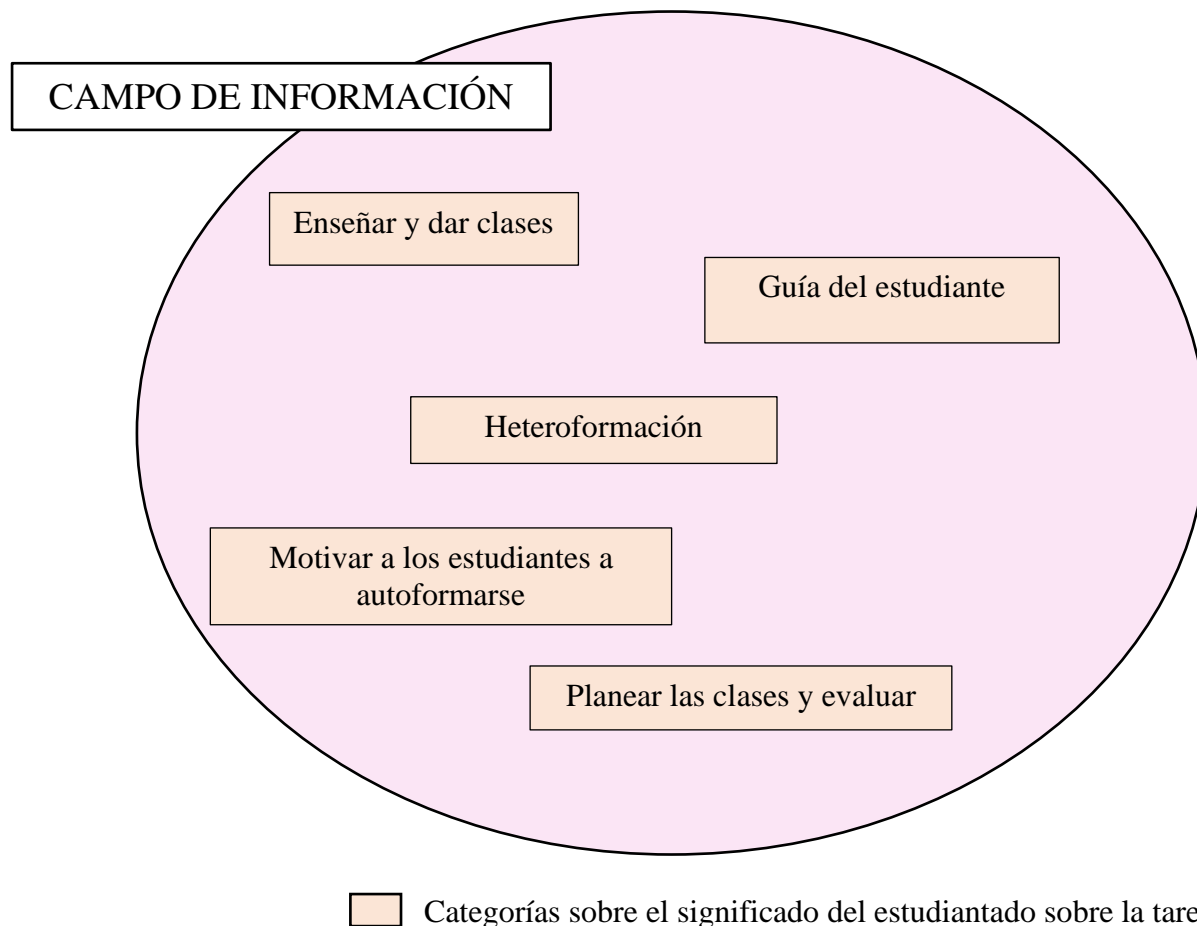 CAMPO DE INFORMACIÓN
Enseñar y dar clases
Guía del estudiante
Heteroformación
Motivar a los estudiantes a
autoformarse
Planear las clases y evaluar
Categorías sobre el significado del estudiantado sobre la tare